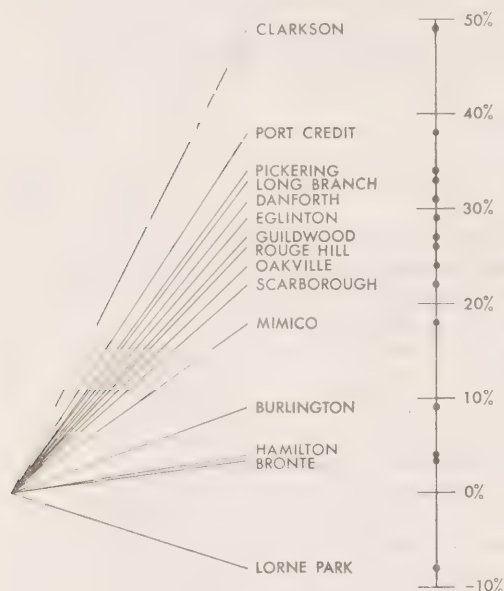 CLARKSON
50%
40%
PORT CREDIT
PICKERING
LONG BRANCH
DANFORTH
30%
EGLINTON
GUILDWOOD
ROUGE HILL
OAKVILLE
SCARBOROUGH
20%
MIMICO
10%
BURLINGTON
HAMILTON
BRONTE
0%
LORNE PARK
-10%